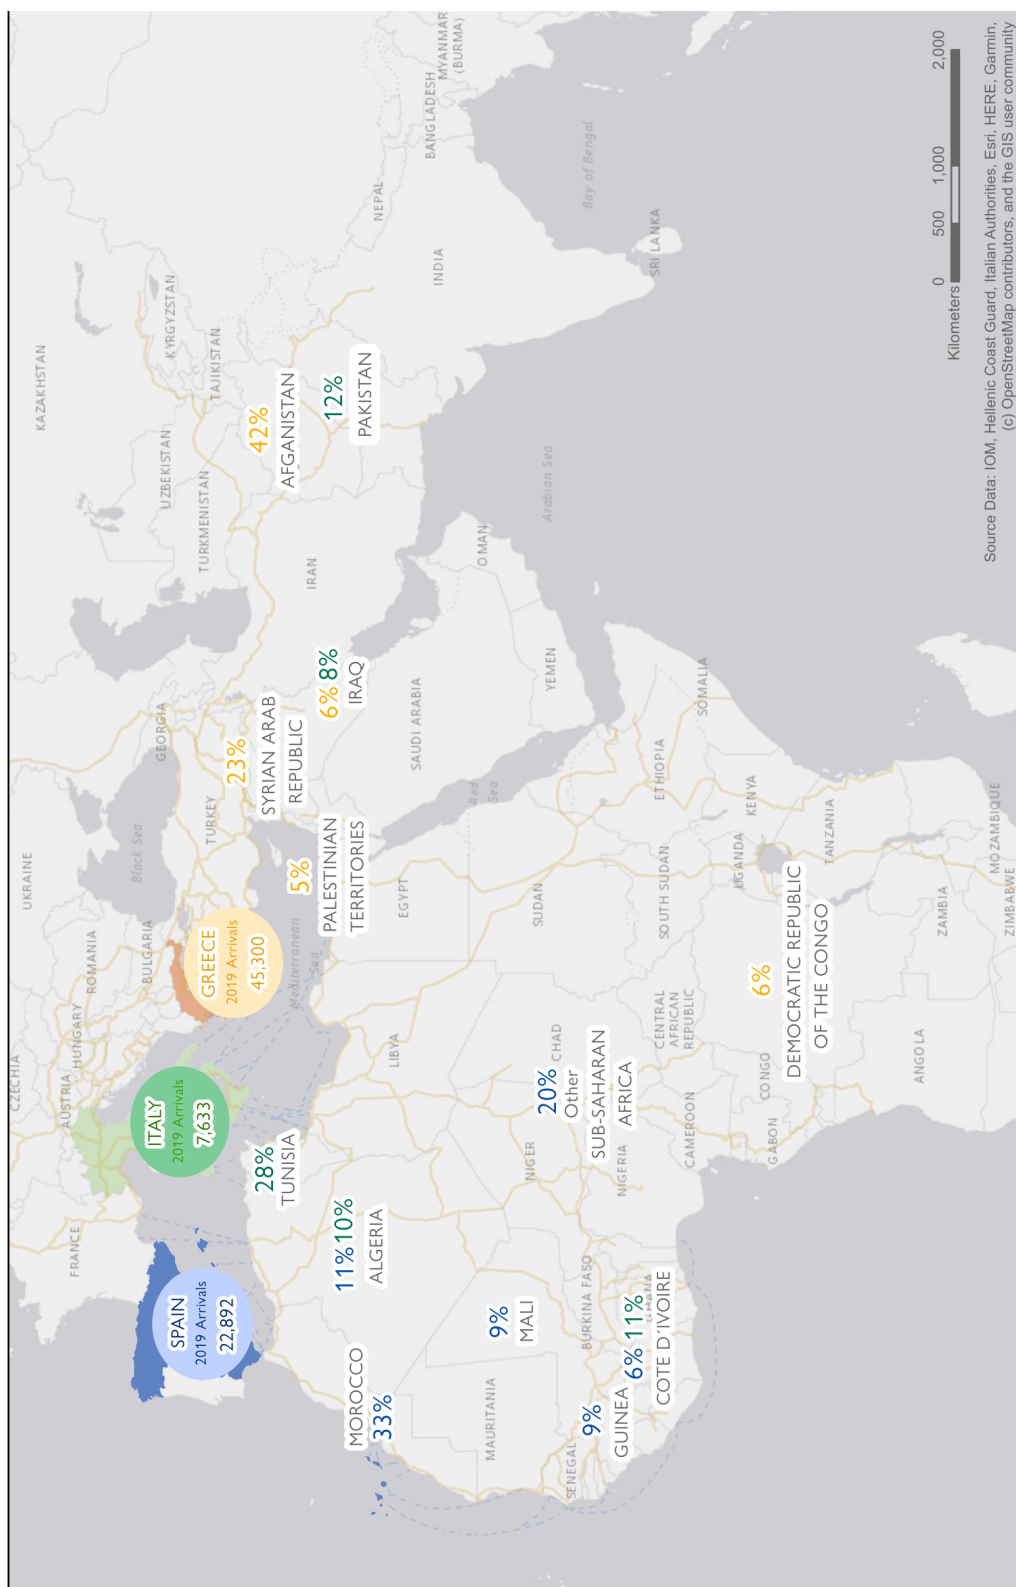 KAZAKHSTAN
UKRAINE
CZECHIA
AUSTRIA
HUNGARY
ROMANIA
FRANCE
BULGARIA
Black Sea
GEORGIA
UZBEKISTAN
KYRGYZSTAN
TURKMENISTAN
TAJIKISTAN
TURKEY
SPAIN
2019 Arrivals
22,892
ITALY
2019 Arrivals
7,633
GREECE
2019 Arrivals
45,300
Mediterranean
Sea
23%
SYRIAN ARAB
REPUBLIC
42%
AFGANISTAN
28%
TUNISIA
5%
PALESTINIAN
TERRITORIES
6% 8%
IRAQ
IRAN
12%
PAKISTAN
NEPAL
BANGLADESH
MYANMAR
(BURMA)
INDIA
MOROCCO
33%
11% 10%
ALGERIA
LIBYA
EGYPT
SAUDI ARABIA
OMAN
Red
Sea
YEMEN
Arabian Sea
Bay of Bengal
SRI LANKA
MAURITANIA
9%
MALI
NIGER
CHAD
SUDAN
20%
Other
SUB-SAHARAN
AFRICA
SENEGAL
9%
GUINEA
BURKINA FASO
6% 11%
COTE D'IVOIRE
NIGERIA
CAMEROON
CENTRAL
AFRICAN
REPUBLIC
SOUTH SUDAN
ETHIOPIA
SOMALIA
GABON
CONGO
UGANDA
KENYA
6%
DEMOCRATIC REPUBLIC
OF THE CONGO
TANZANIA
ANGOLA
ZAMBIA
MOZAMBIQUE
ZIMBABWE
0 500 1,000 2,000
Kilometers
Source Data: IOM, Hellenic Coast Guard, Italian Authorities, Esri, HERE, Garmin,
(c) OpenStreetMap contributors, and the GIS user community